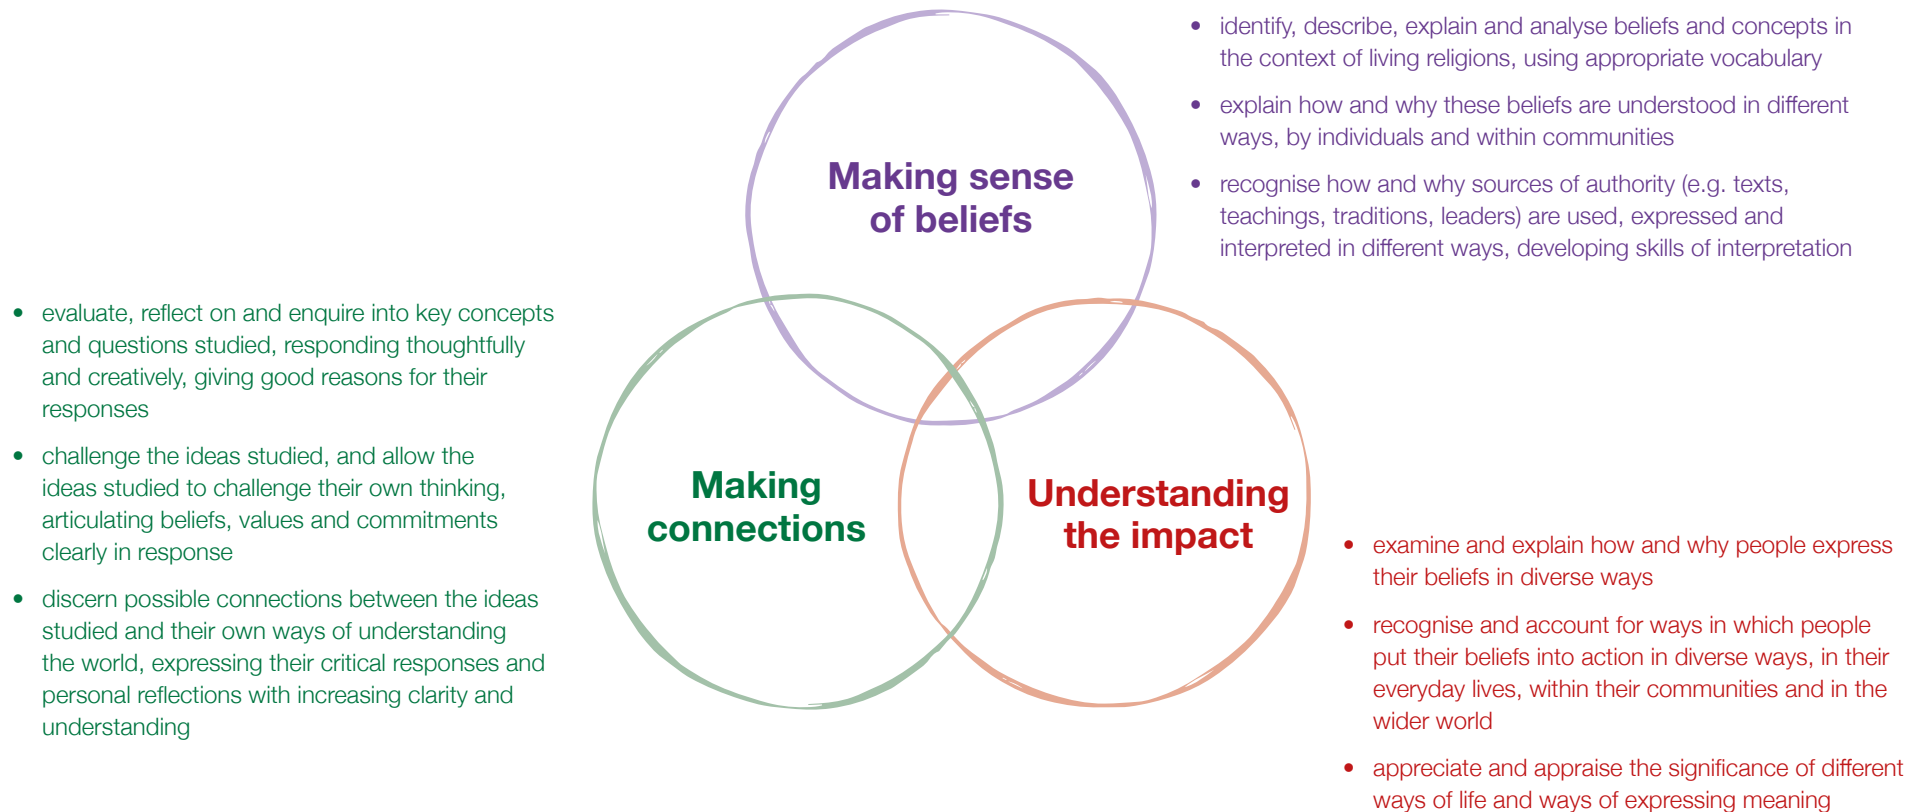 • identify, describe, explain and analyse beliefs and concepts in
the context of living religions, using appropriate vocabulary
• explain how and why these beliefs are understood in different
ways, by individuals and within communities
• recognise how and why sources of authority (e.g. texts,
teachings, traditions, leaders) are used, expressed and
interpreted in different ways, developing skills of interpretation
Making sense
of beliefs
• evaluate, reflect on and enquire into key concepts
and questions studied, responding thoughtfully
and creatively, giving good reasons for their
responses
• challenge the ideas studied, and allow the
ideas studied to challenge their own thinking,
articulating beliefs, values and commitments
clearly in response
• discern possible connections between the ideas
studied and their own ways of understanding
the world, expressing their critical responses and
personal reflections with increasing clarity and
understanding
Making
connections
Understanding
the impact
• examine and explain how and why people express
their beliefs in diverse ways
• recognise and account for ways in which people
put their beliefs into action in diverse ways, in their
everyday lives, within their communities and in the
wider world
• appreciate and appraise the significance of different
ways of life and ways of expressing meaning